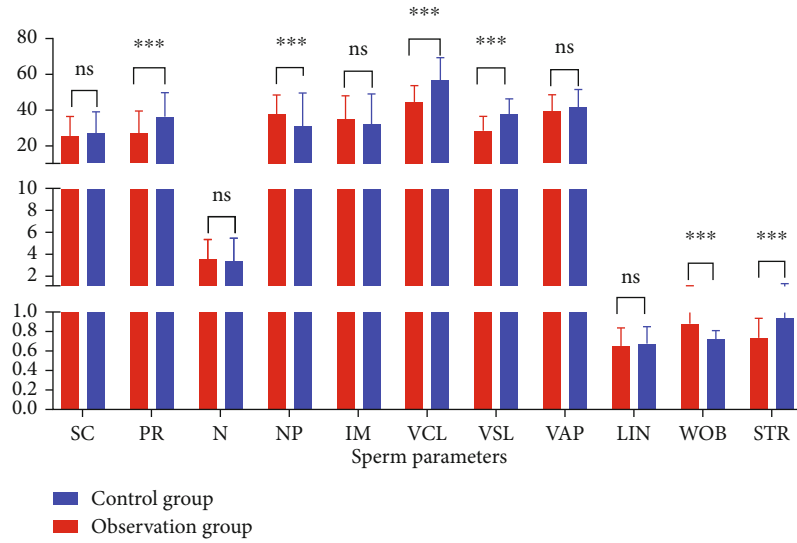 ***
***
***
***
ns
ns
ns
80
60
40
20
ns
10
8
6
4
2
ns
***
***
1.0
0.8
0.6
0.4
0.2
0.0
SC PR N NP IM VCL VSL VAP LIN WOB STR
Sperm parameters
Control group
Observation group